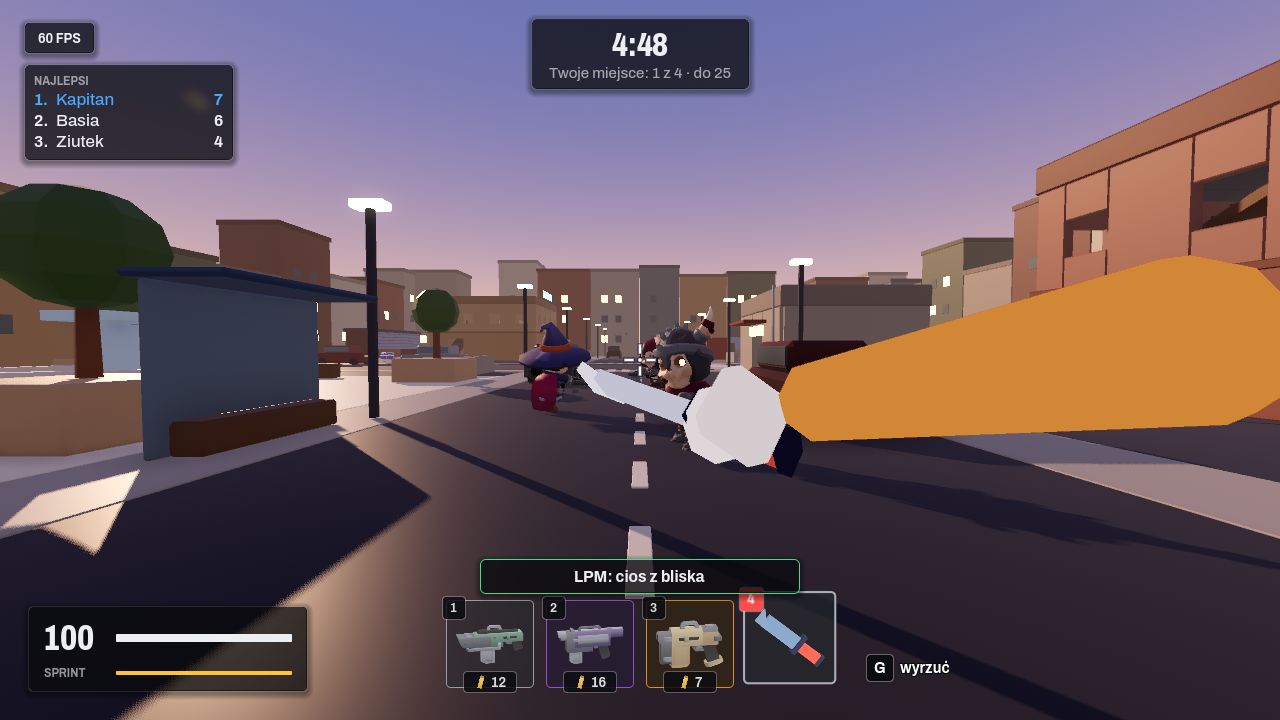 60 FPS
NAJLEPSI
1. Kapitan 7
2. Basia 6
3. Ziutek 4
4:48
Twoje miejsce: 1 z 4 · do 25
LPM: cios z bliska
1
2
3
4
12
16
7
G wyrzuć
100
SPRINT